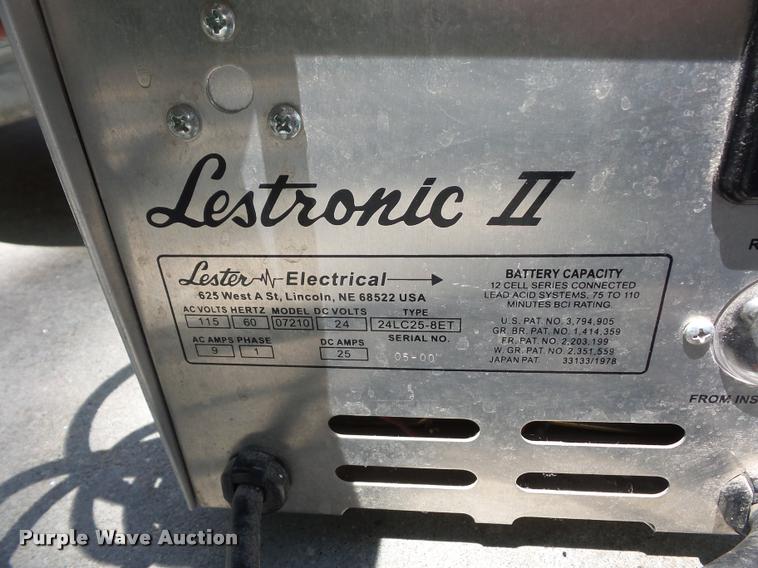 Lestronic II
Lester Electrical
625 West A St, Lincoln, NE 68522 USA
AC VOLTS HERTZ MODEL DC VOLTS TYPE
115 60 07210 24 24LC25-8ET
AC AMPS PHASE DC AMPS SERIAL NO.
9 1 25 05-00
BATTERY CAPACITY
12 CELL SERIES CONNECTED
LEAD ACID SYSTEMS, 75 TO 110
MINUTES BCI RATING.
U.S. PAT. NO. 3,794,905
GR. BR. PAT. NO. 1,414,359
FR. PAT. NO. 2,203,199
W. GR. PAT. NO. 2,351,559
JAPAN PAT. 33133/1978
R
FROM INS
Purple Wave Auction